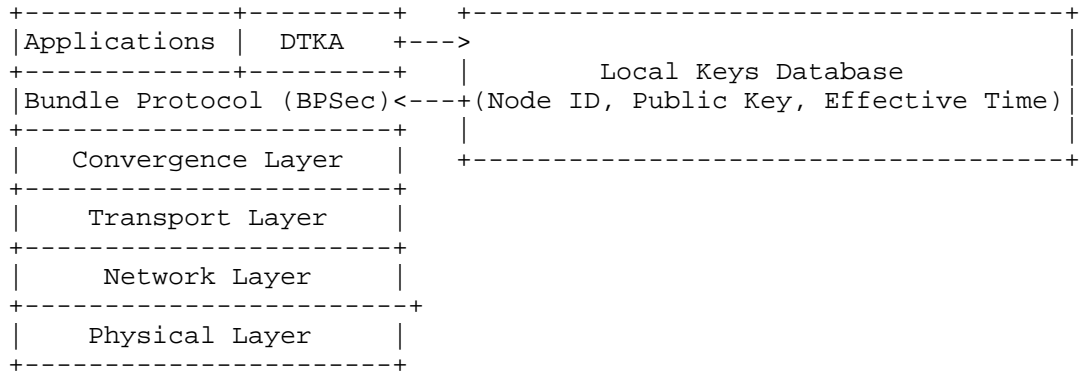 +-------------+---------+   +-------------------------------------+
|Applications |  DTKA   +--->                                     |
+-------------+---------+   |        Local Keys Database          |
|Bundle Protocol (BPSec)<---+(Node ID, Public Key, Effective Time)|
+-----------------------+   |                                     |
|   Convergence Layer   |   +-------------------------------------+
+-----------------------+
|    Transport Layer    |
+-----------------------+
|     Network Layer     |
+------------------------+
|    Physical Layer     |
+-----------------------+